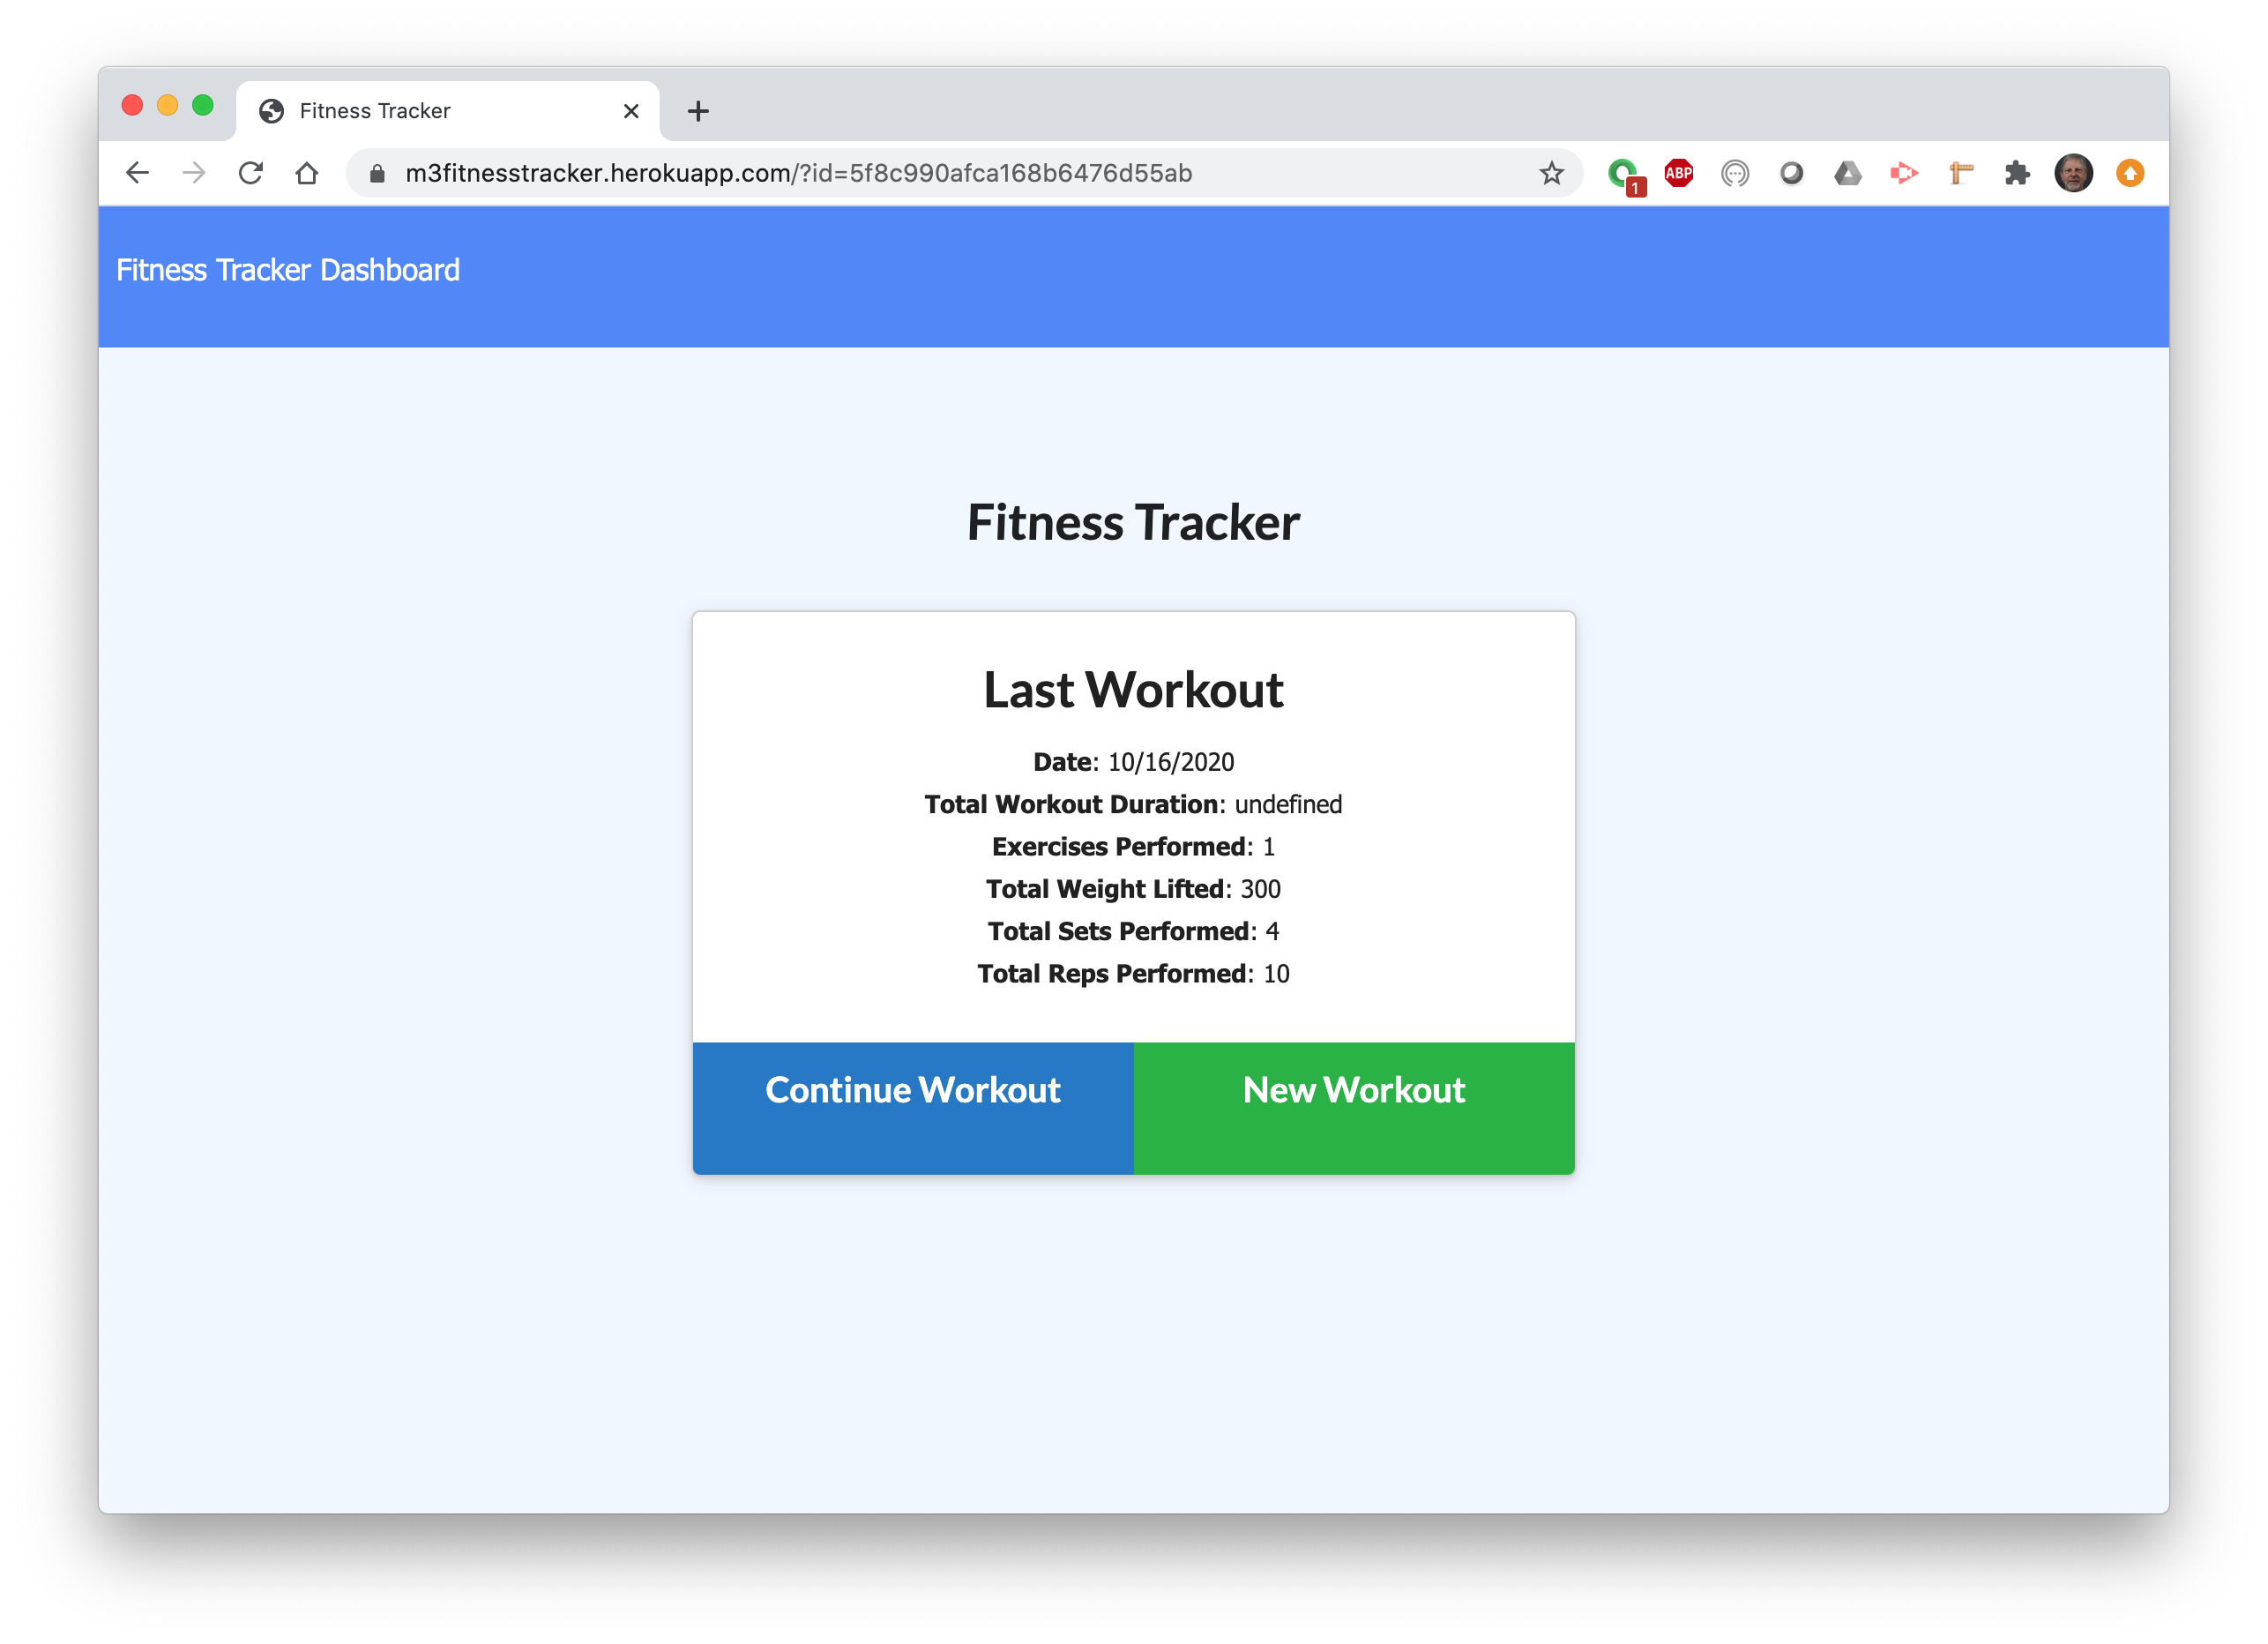 Fitness Tracker
m3fitnesstracker.herokuapp.com/?id=5f8c990afca168b6476d55ab
1
ABP
Fitness Tracker Dashboard
Fitness Tracker
Last Workout
Date: 10/16/2020
Total Workout Duration: undefined
Exercises Performed: 1
Total Weight Lifted: 300
Total Sets Performed: 4
Total Reps Performed: 10
Continue Workout
New Workout